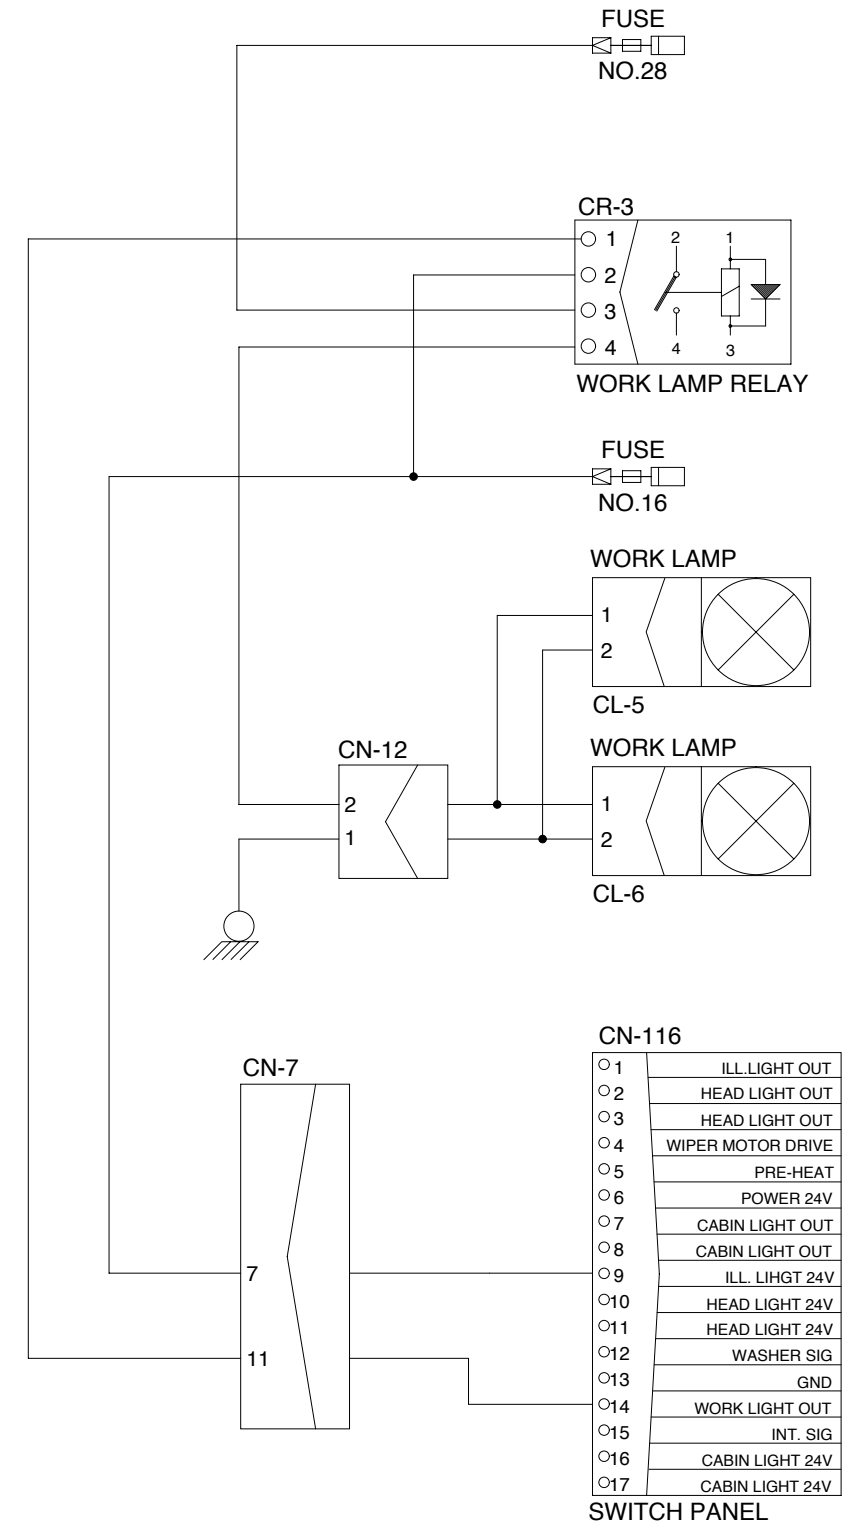 FUSE
NO.28
CR-3
1
2
3
4
2 1
4 3
WORK LAMP RELAY
FUSE
NO.16
WORK LAMP
1
2
CL-5
WORK LAMP
CN-12
2
1
1
2
CL-6
CN-7
7
11
CN-116
1 ILL.LIGHT OUT
2 HEAD LIGHT OUT
3 HEAD LIGHT OUT
4 WIPER MOTOR DRIVE
5 PRE-HEAT
6 POWER 24V
7 CABIN LIGHT OUT
8 CABIN LIGHT OUT
9 ILL. LIHGT 24V
10 HEAD LIGHT 24V
11 HEAD LIGHT 24V
12 WASHER SIG
13 GND
14 WORK LIGHT OUT
15 INT. SIG
16 CABIN LIGHT 24V
17 CABIN LIGHT 24V
SWITCH PANEL